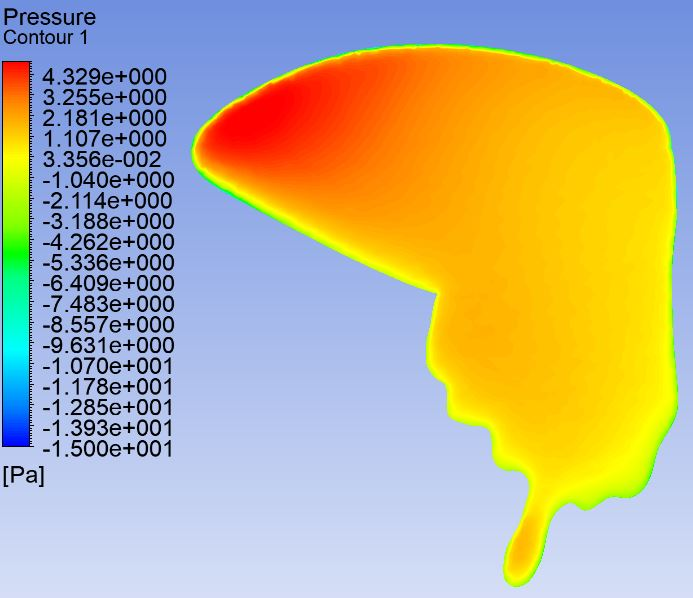 Pressure
Contour 1
4.329e+000
3.255e+000
2.181e+000
1.107e+000
3.356e-002
-1.040e+000
-2.114e+000
-3.188e+000
-4.262e+000
-5.336e+000
-6.409e+000
-7.483e+000
-8.557e+000
-9.631e+000
-1.070e+001
-1.178e+001
-1.285e+001
-1.393e+001
-1.500e+001
[Pa]